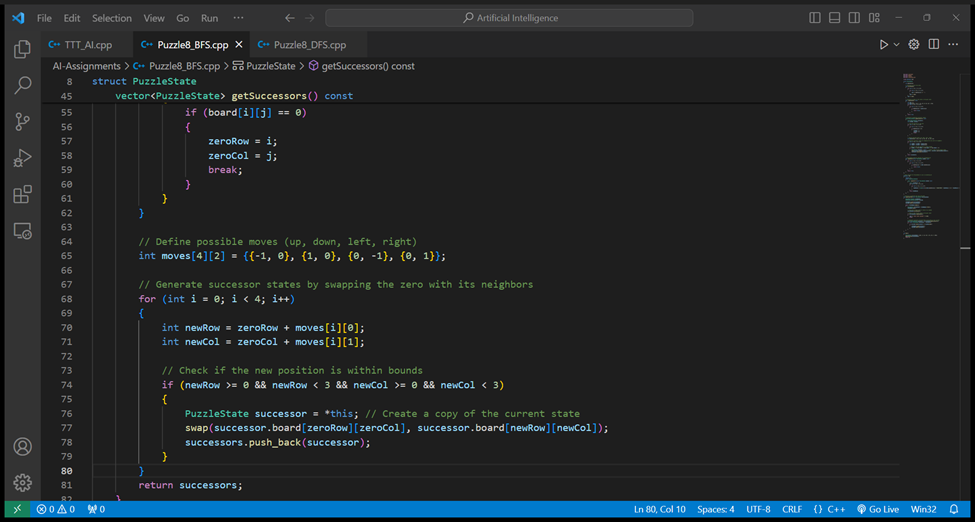 File Edit Selection View Go Run ··· Artificial Intelligence
TTT_AI.cpp Puzzle8_BFS.cpp Puzzle8_DFS.cpp
AI-Assignments > Puzzle8_BFS.cpp > PuzzleState > getSuccessors() const
8 struct PuzzleState
45 vector<PuzzleState> getSuccessors() const
55 if (board[i][j] == 0)
56 {
57 zeroRow = i;
58 zeroCol = j;
59 break;
60 }
61 }
62 }
63
64 // Define possible moves (up, down, left, right)
65 int moves[4][2] = {{-1, 0}, {1, 0}, {0, -1}, {0, 1}};
66
67 // Generate successor states by swapping the zero with its neighbors
68 for (int i = 0; i < 4; i++)
69 {
70 int newRow = zeroRow + moves[i][0];
71 int newCol = zeroCol + moves[i][1];
72
73 // Check if the new position is within bounds
74 if (newRow >= 0 && newRow < 3 && newCol >= 0 && newCol < 3)
75 {
76 PuzzleState successor = *this; // Create a copy of the current state
77 swap(successor.board[zeroRow][zeroCol], successor.board[newRow][newCol]);
78 successors.push_back(successor);
79 }
80 }
81 return successors;
82 }
0 0 0 Ln 80, Col 10 Spaces: 4 UTF-8 CRLF {} C++ Go Live Win32